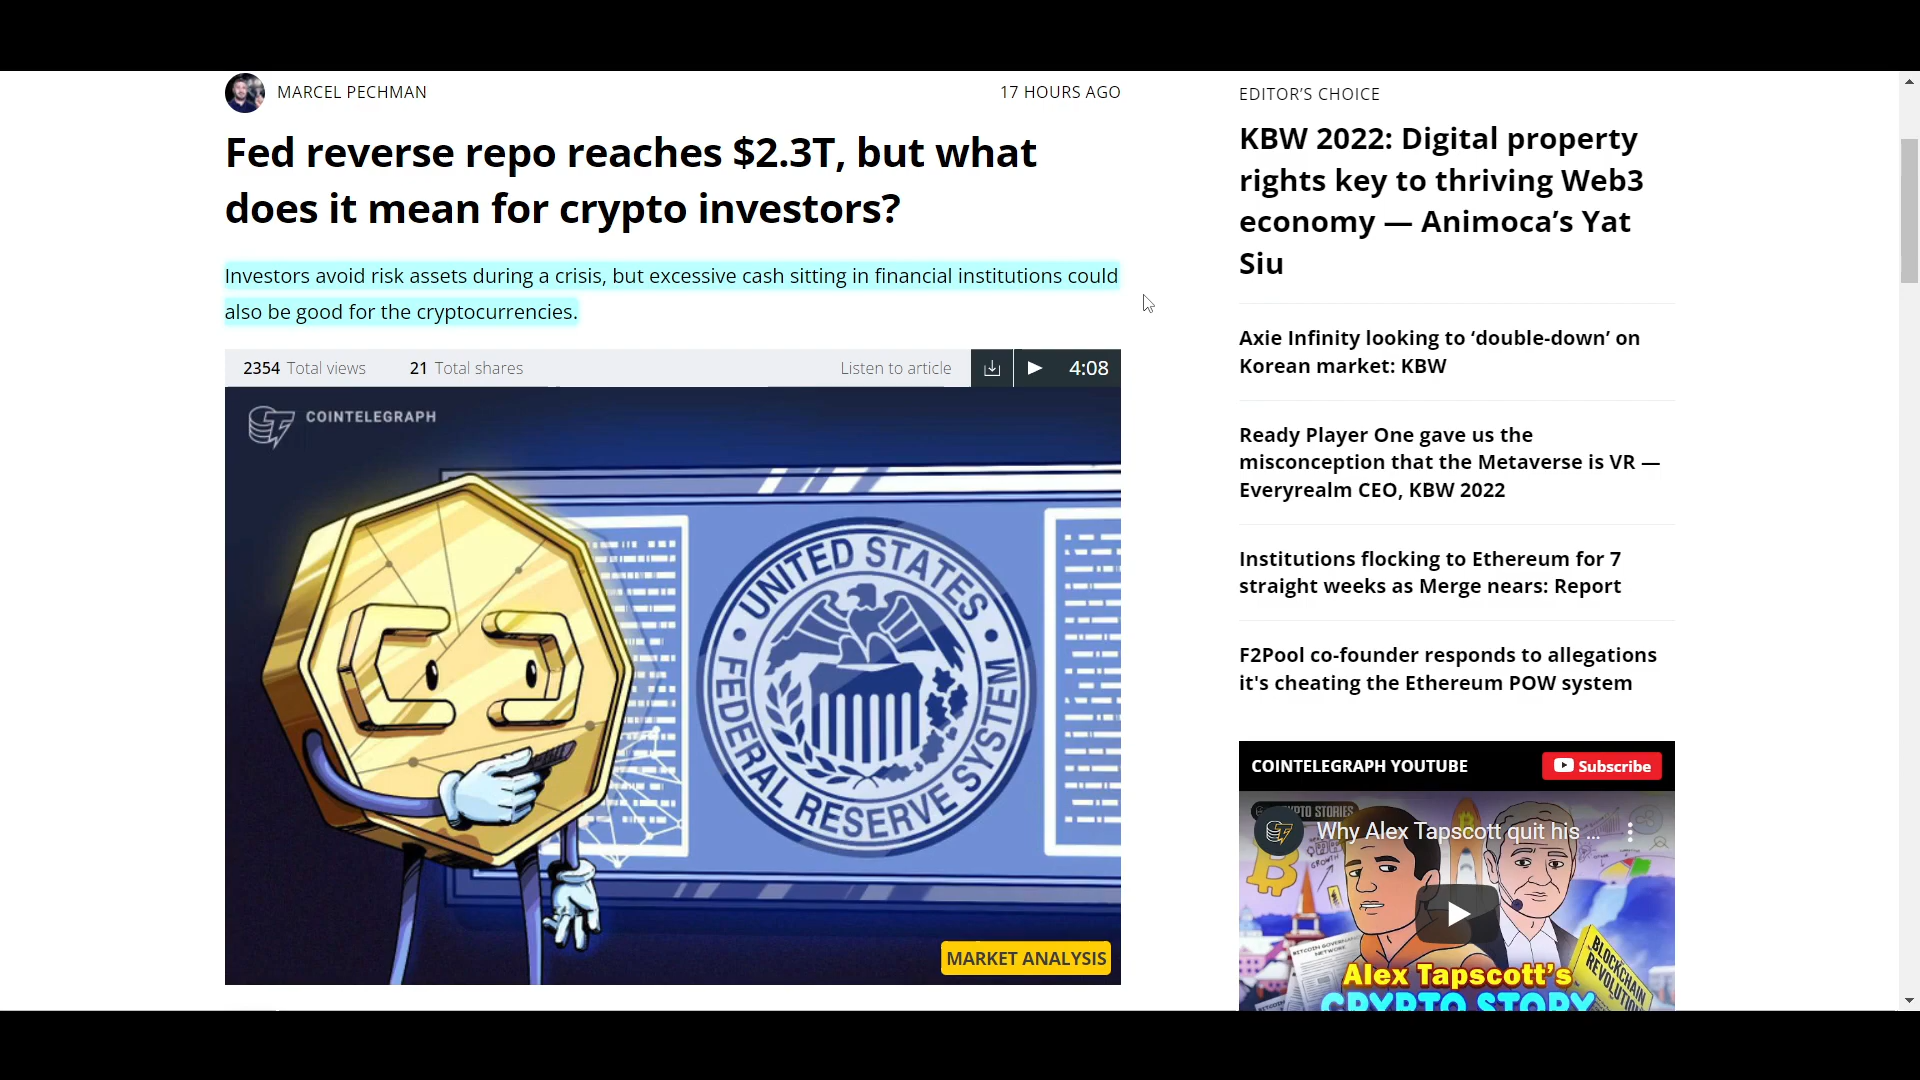 MARCEL PECHMAN
17 HOURS AGO
Fed reverse repo reaches $2.3T, but what
does it mean for crypto investors?
Investors avoid risk assets during a crisis, but excessive cash sitting in financial institutions could
also be good for the cryptocurrencies.
2354 Total views
21 Total shares
Listen to article
4:08
COINTELEGRAPH
UNITED STATES
FEDERAL RESERVE SYSTEM
MARKET ANALYSIS
EDITOR’S CHOICE
KBW 2022: Digital property
rights key to thriving Web3
economy — Animoca’s Yat
Siu
Axie Infinity looking to ‘double-down’ on
Korean market: KBW
Ready Player One gave us the
misconception that the Metaverse is VR —
Everyrealm CEO, KBW 2022
Institutions flocking to Ethereum for 7
straight weeks as Merge nears: Report
F2Pool co-founder responds to allegations
it's cheating the Ethereum POW system
COINTELEGRAPH YOUTUBE
Subscribe
STORIES
Why Alex Tapscott quit his ...
GROWTH
BLOCKCHAIN
REVOLUTION
Alex Tapscott's
CRYPTO STORY